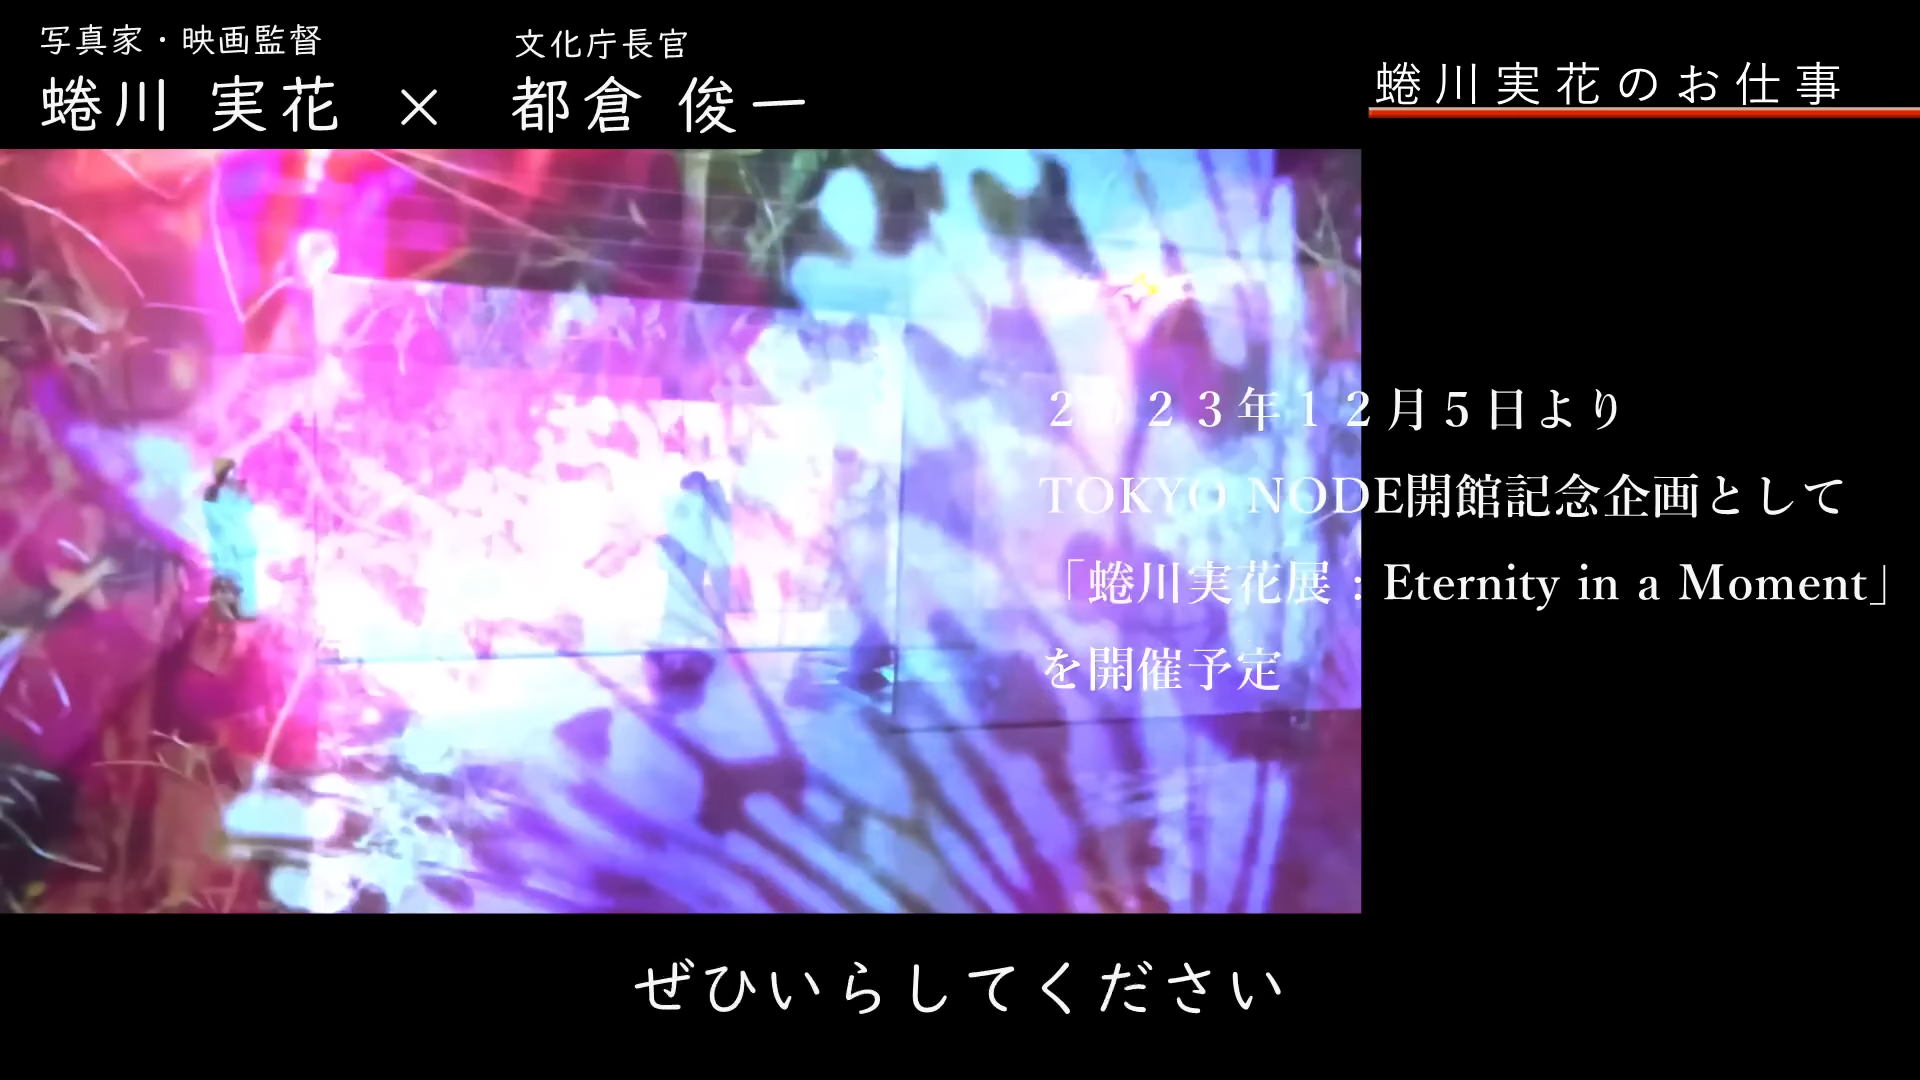 写真家・映画監督
蜷川 実花 × 都倉 俊一
文化庁長官
蜷川実花のお仕事
２０２３年１２月５日より
TOKYO NODE開館記念企画として
「蜷川実花展 : Eternity in a Moment」
を開催予定
ぜひいらしてください